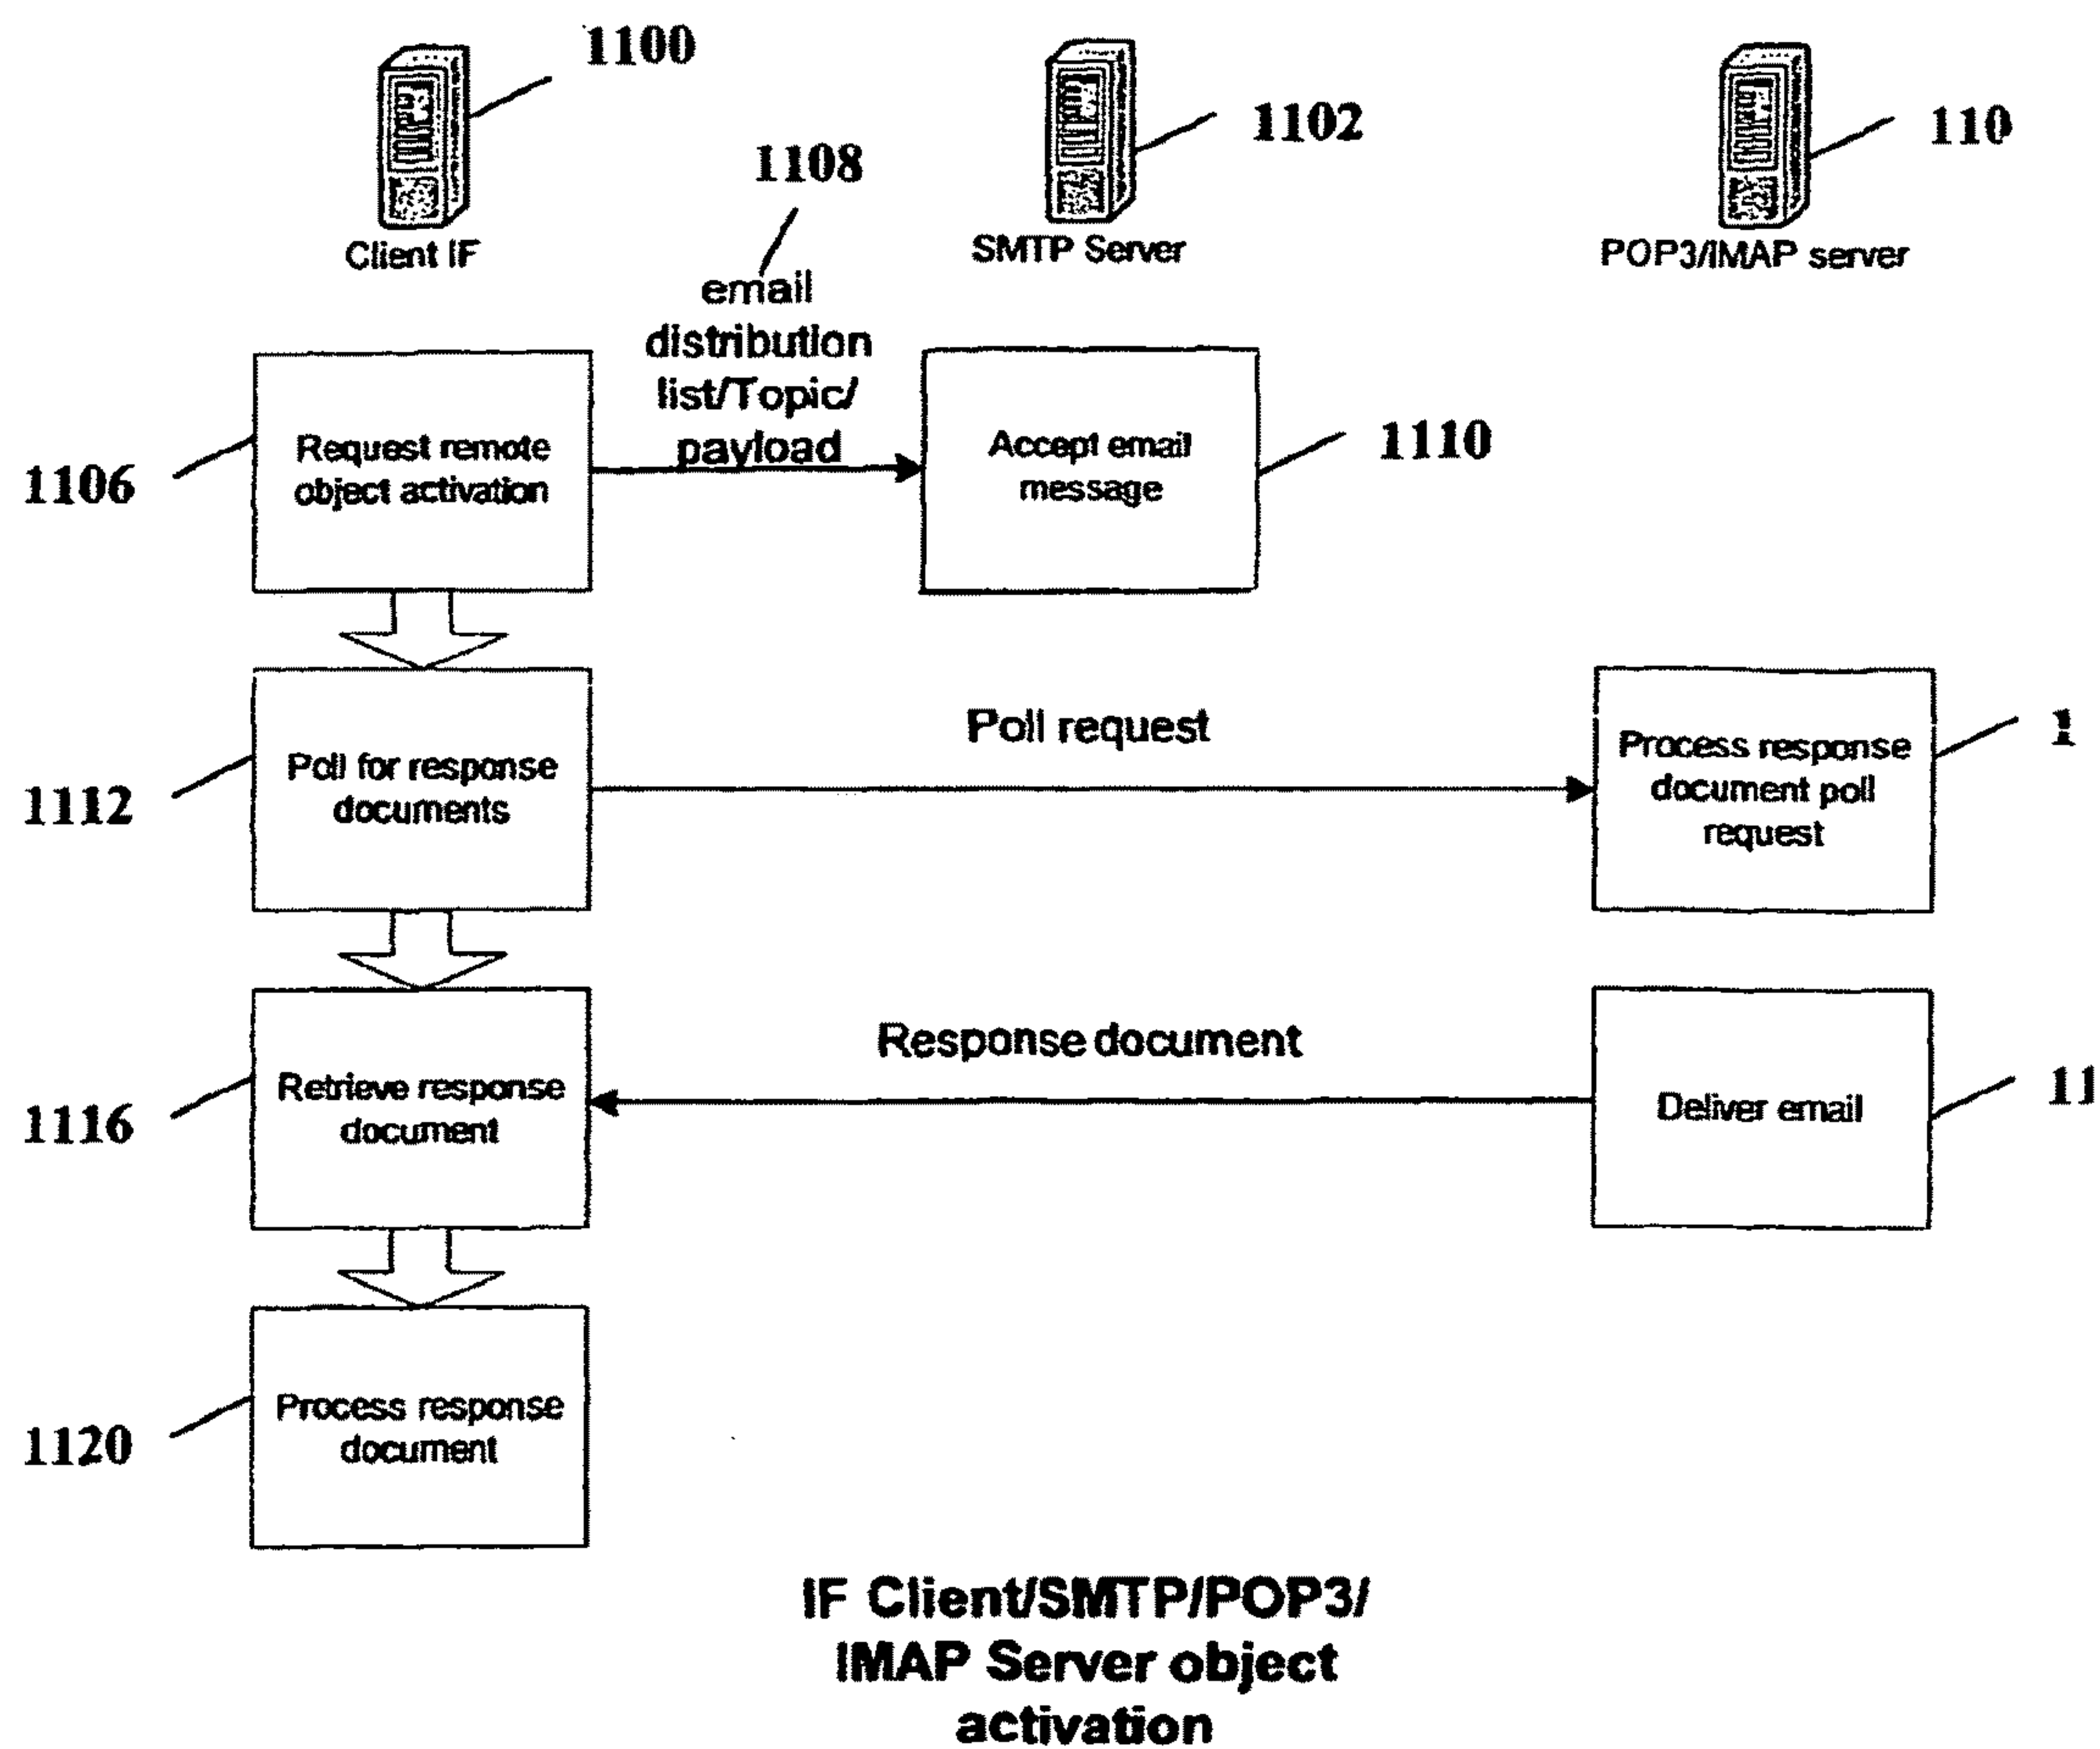 1100
1102
110
1108
Client IF
SMTP Server
POP3/IMAP server
email
distribution
list/Topic/
payload
1106
Request remote
object activation
Accept email
message
1110
Poll request
1112
Poll for response
documents
Process response
document poll
request
1
Response document
1116
Retrieve response
document
Deliver email
11
1120
Process response
document
IF Client/SMTP/POP3/
IMAP Server object
activation